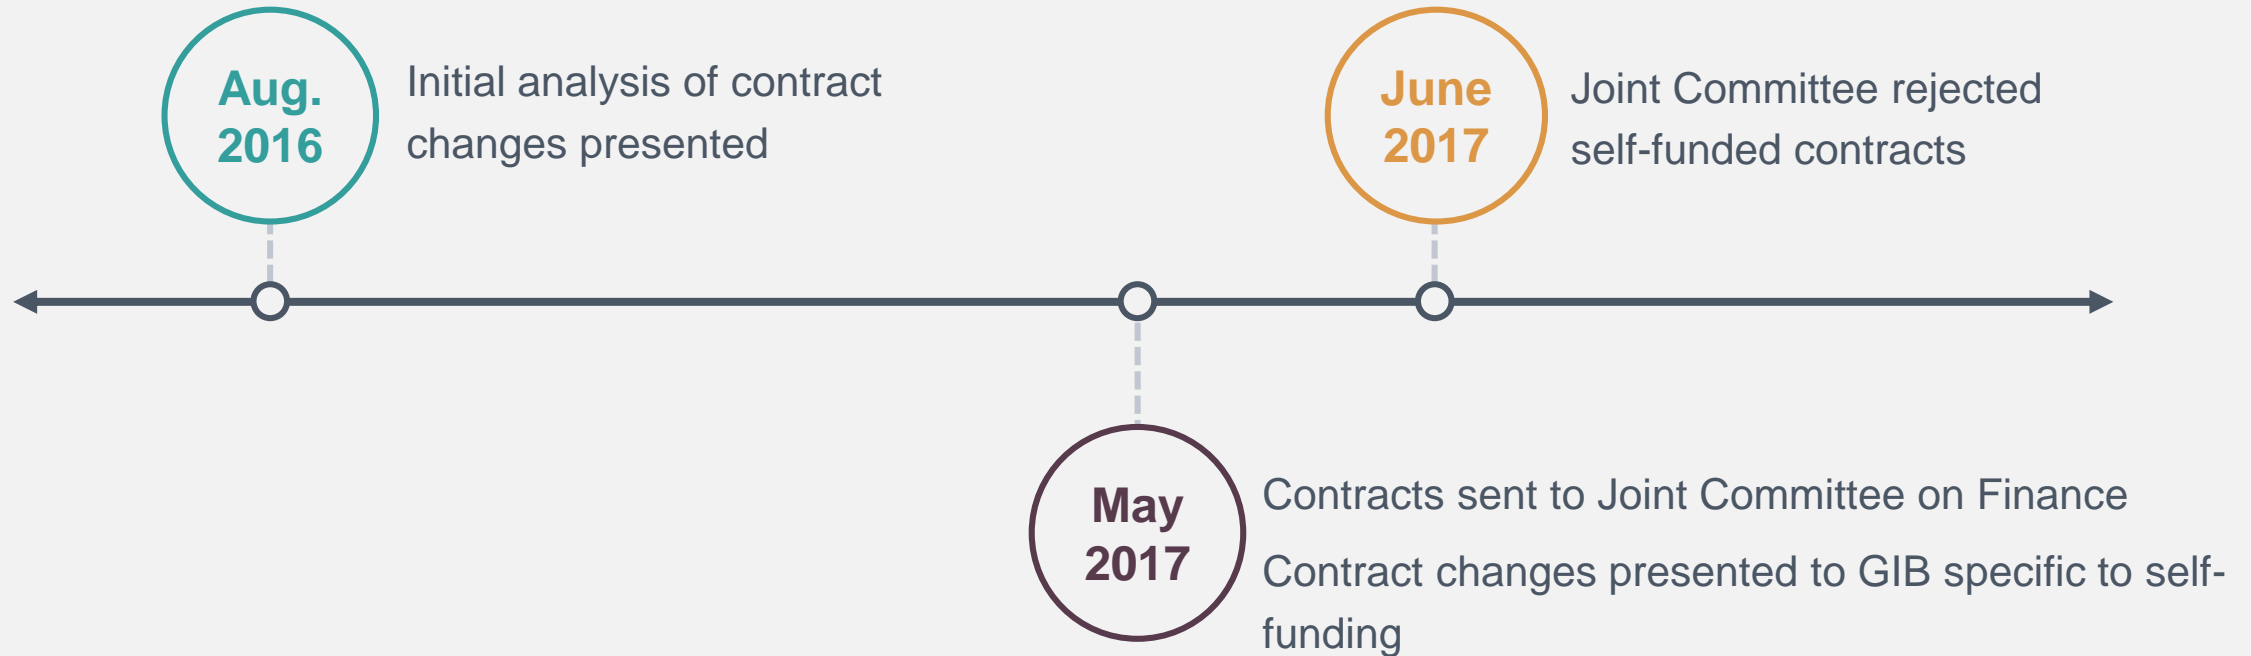 Aug.
2016
Initial analysis of contract
changes presented
June
2017
Joint Committee rejected
self-funded contracts
May
2017
Contracts sent to Joint Committee on Finance
Contract changes presented to GIB specific to self-
funding